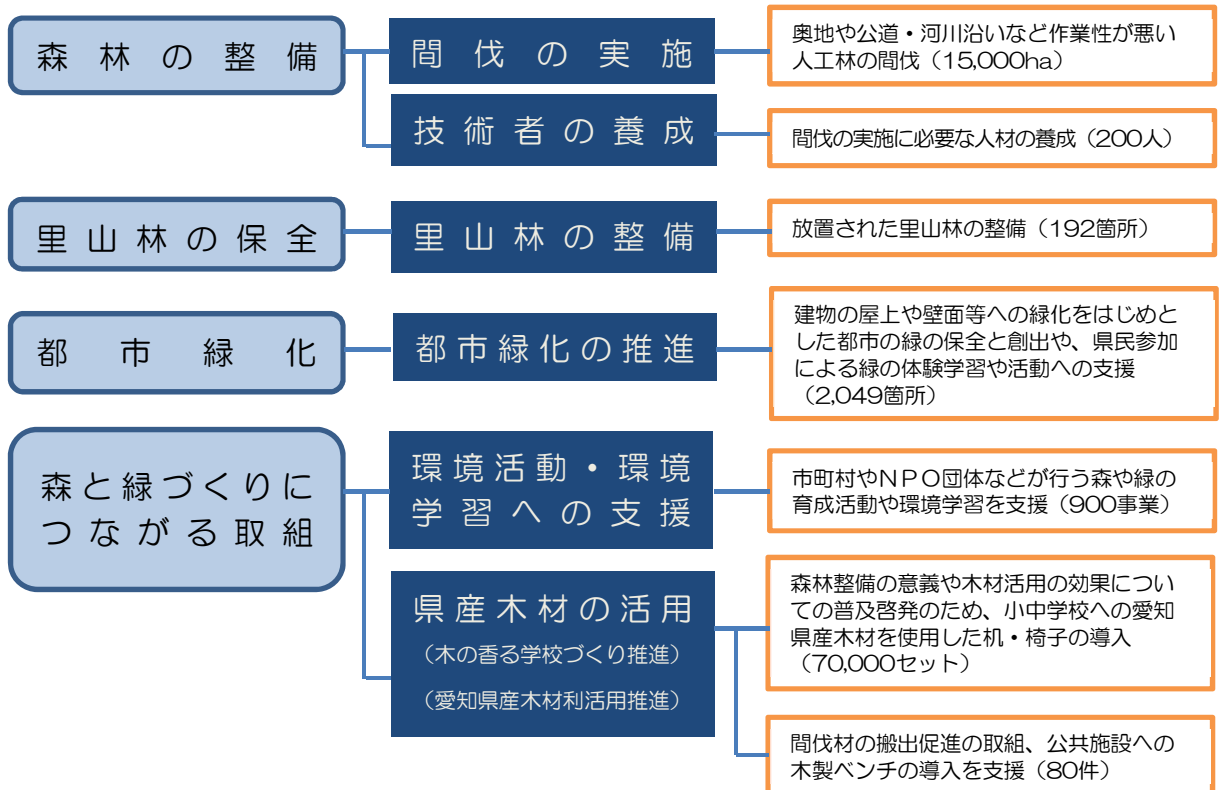 森林の整備
間伐の実施
奥地や公道・河川沿いなど作業性が悪い
人工林の間伐（15,000ha）
技術者の養成
間伐の実施に必要な人材の養成（200人）
里山林の保全
里山林の整備
放置された里山林の整備（192箇所）
都市緑化
都市緑化の推進
建物の屋上や壁面等への緑化をはじめと
した都市の緑の保全と創出や、県民参加
による緑の体験学習や活動への支援
（2,049箇所）
森と緑づくりに
つながる取組
環境活動・環境
学習への支援
市町村やＮＰＯ団体などが行う森や緑の
育成活動や環境学習を支援（900事業）
県産木材の活用
（木の香る学校づくり推進）
（愛知県産木材利活用推進）
森林整備の意義や木材活用の効果につい
ての普及啓発のため、小中学校への愛知
県産木材を使用した机・椅子の導入
（70,000セット）
間伐材の搬出促進の取組、公共施設への
木製ベンチの導入を支援（80件）